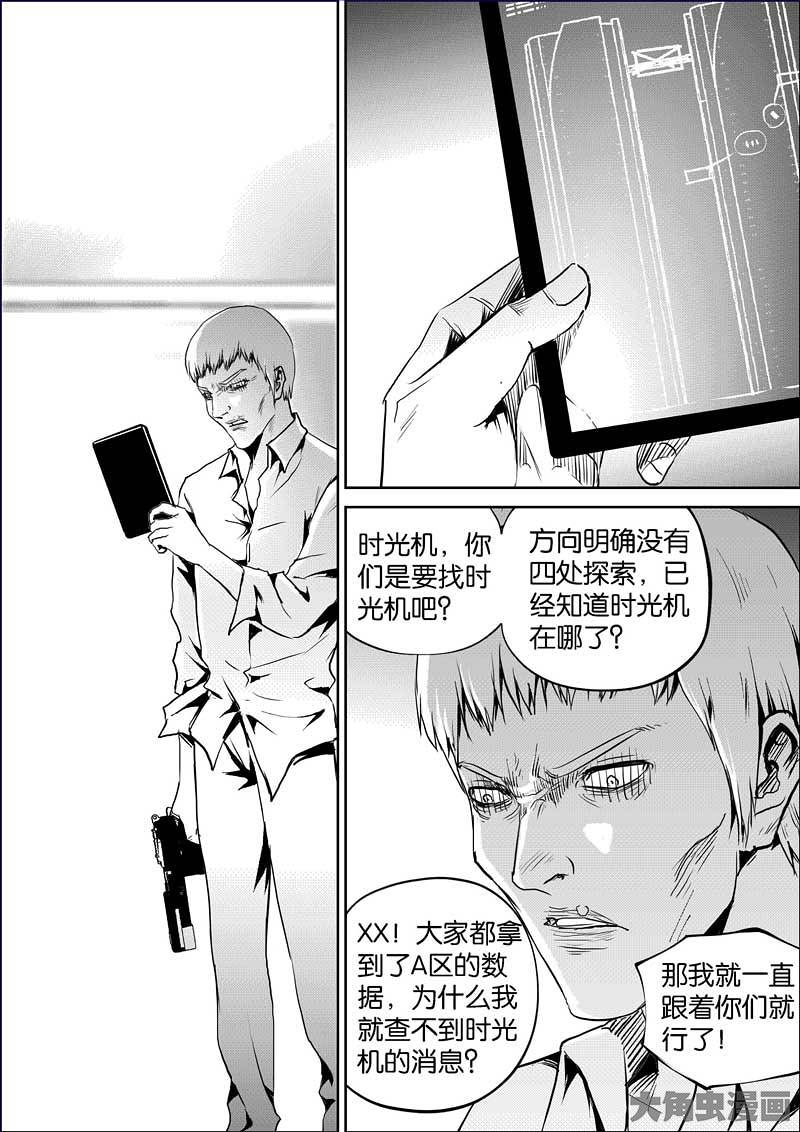 时光机，你
们是要找时
光机吧？
方向明确没有
四处探索，已
经知道时光机
在哪了？
XX！大家都拿
到了A区的数
据，为什么我
就查不到时光
机的消息？
那我就一直
跟着你们就
行了！
大角虫漫画